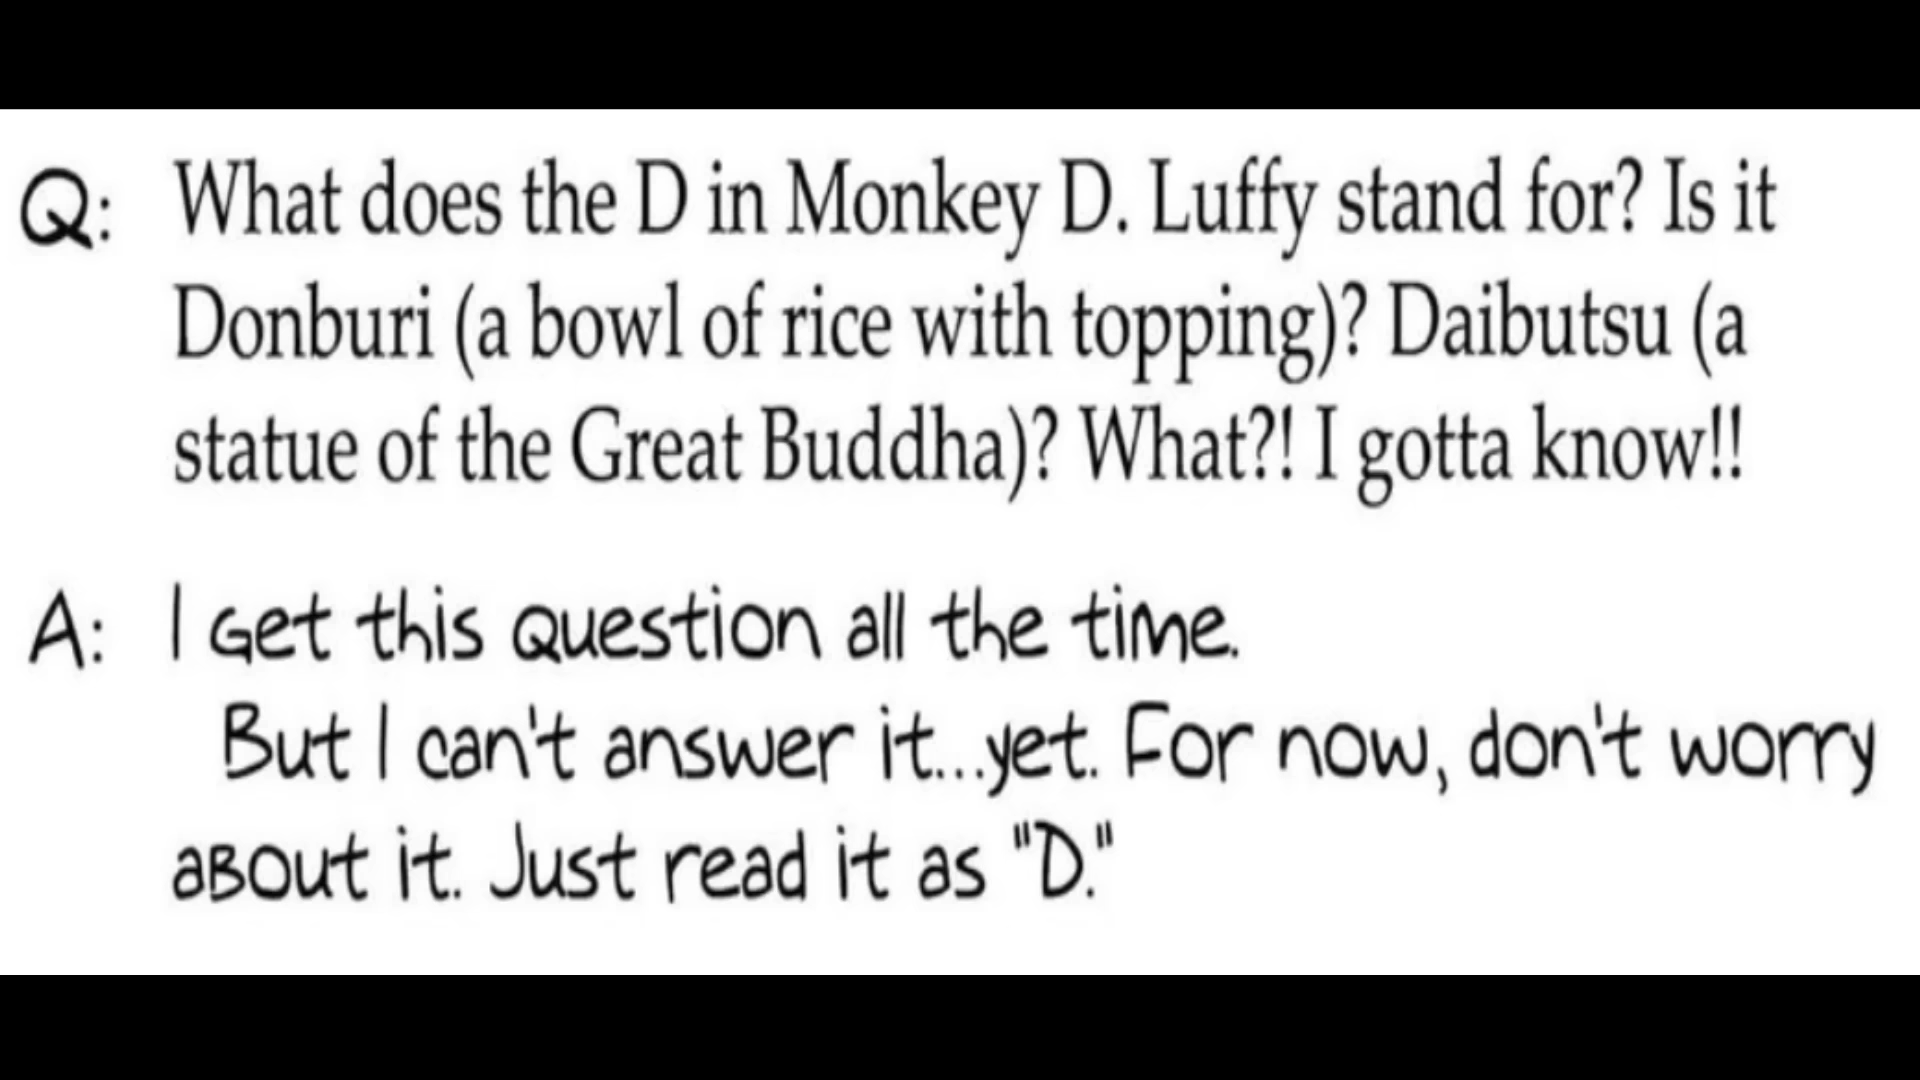 Q: What does the D in Monkey D. Luffy stand for? Is it
Donburi (a bowl of rice with topping)? Daibutsu (a
statue of the Great Buddha)? What?! I gotta know!!
A: I Get this Question all the time.
But I can't answer it...yet. For now, don't worry
aBout it. Just read it as "D."